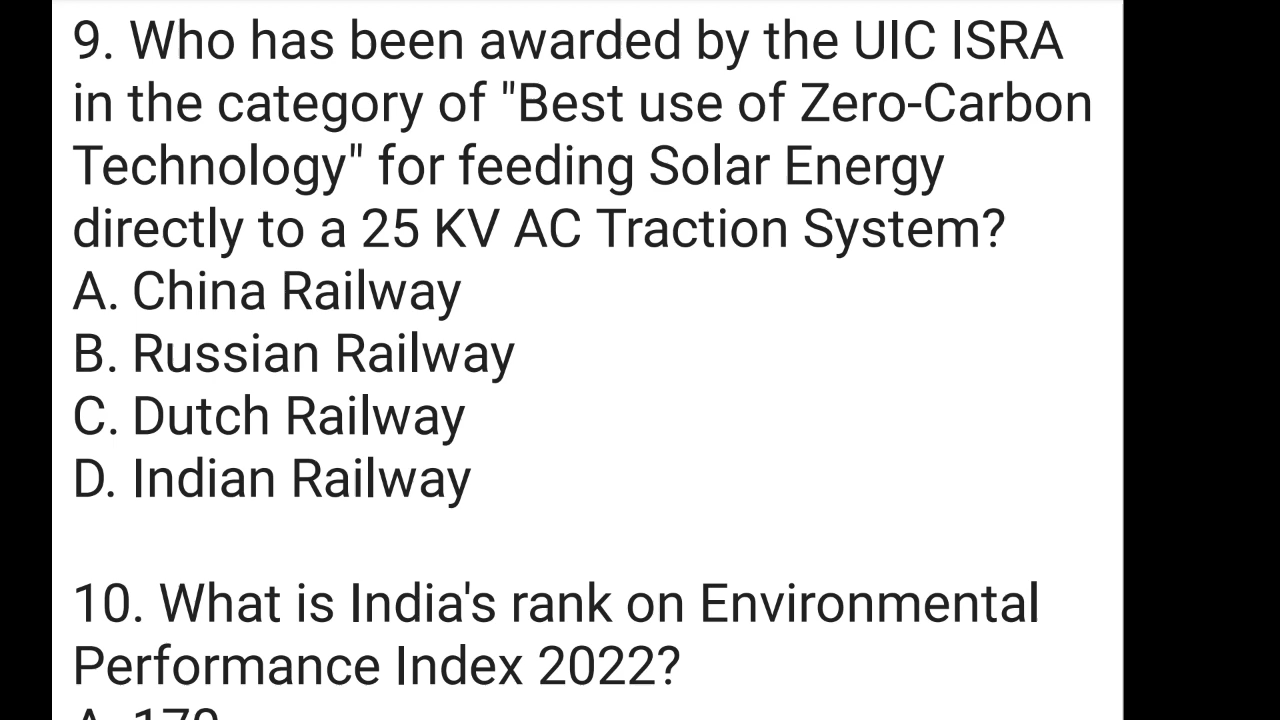 9. Who has been awarded by the UIC ISRA
in the category of "Best use of Zero-Carbon
Technology" for feeding Solar Energy
directly to a 25 KV AC Traction System?
A. China Railway
B. Russian Railway
C. Dutch Railway
D. Indian Railway
10. What is India's rank on Environmental
Performance Index 2022?